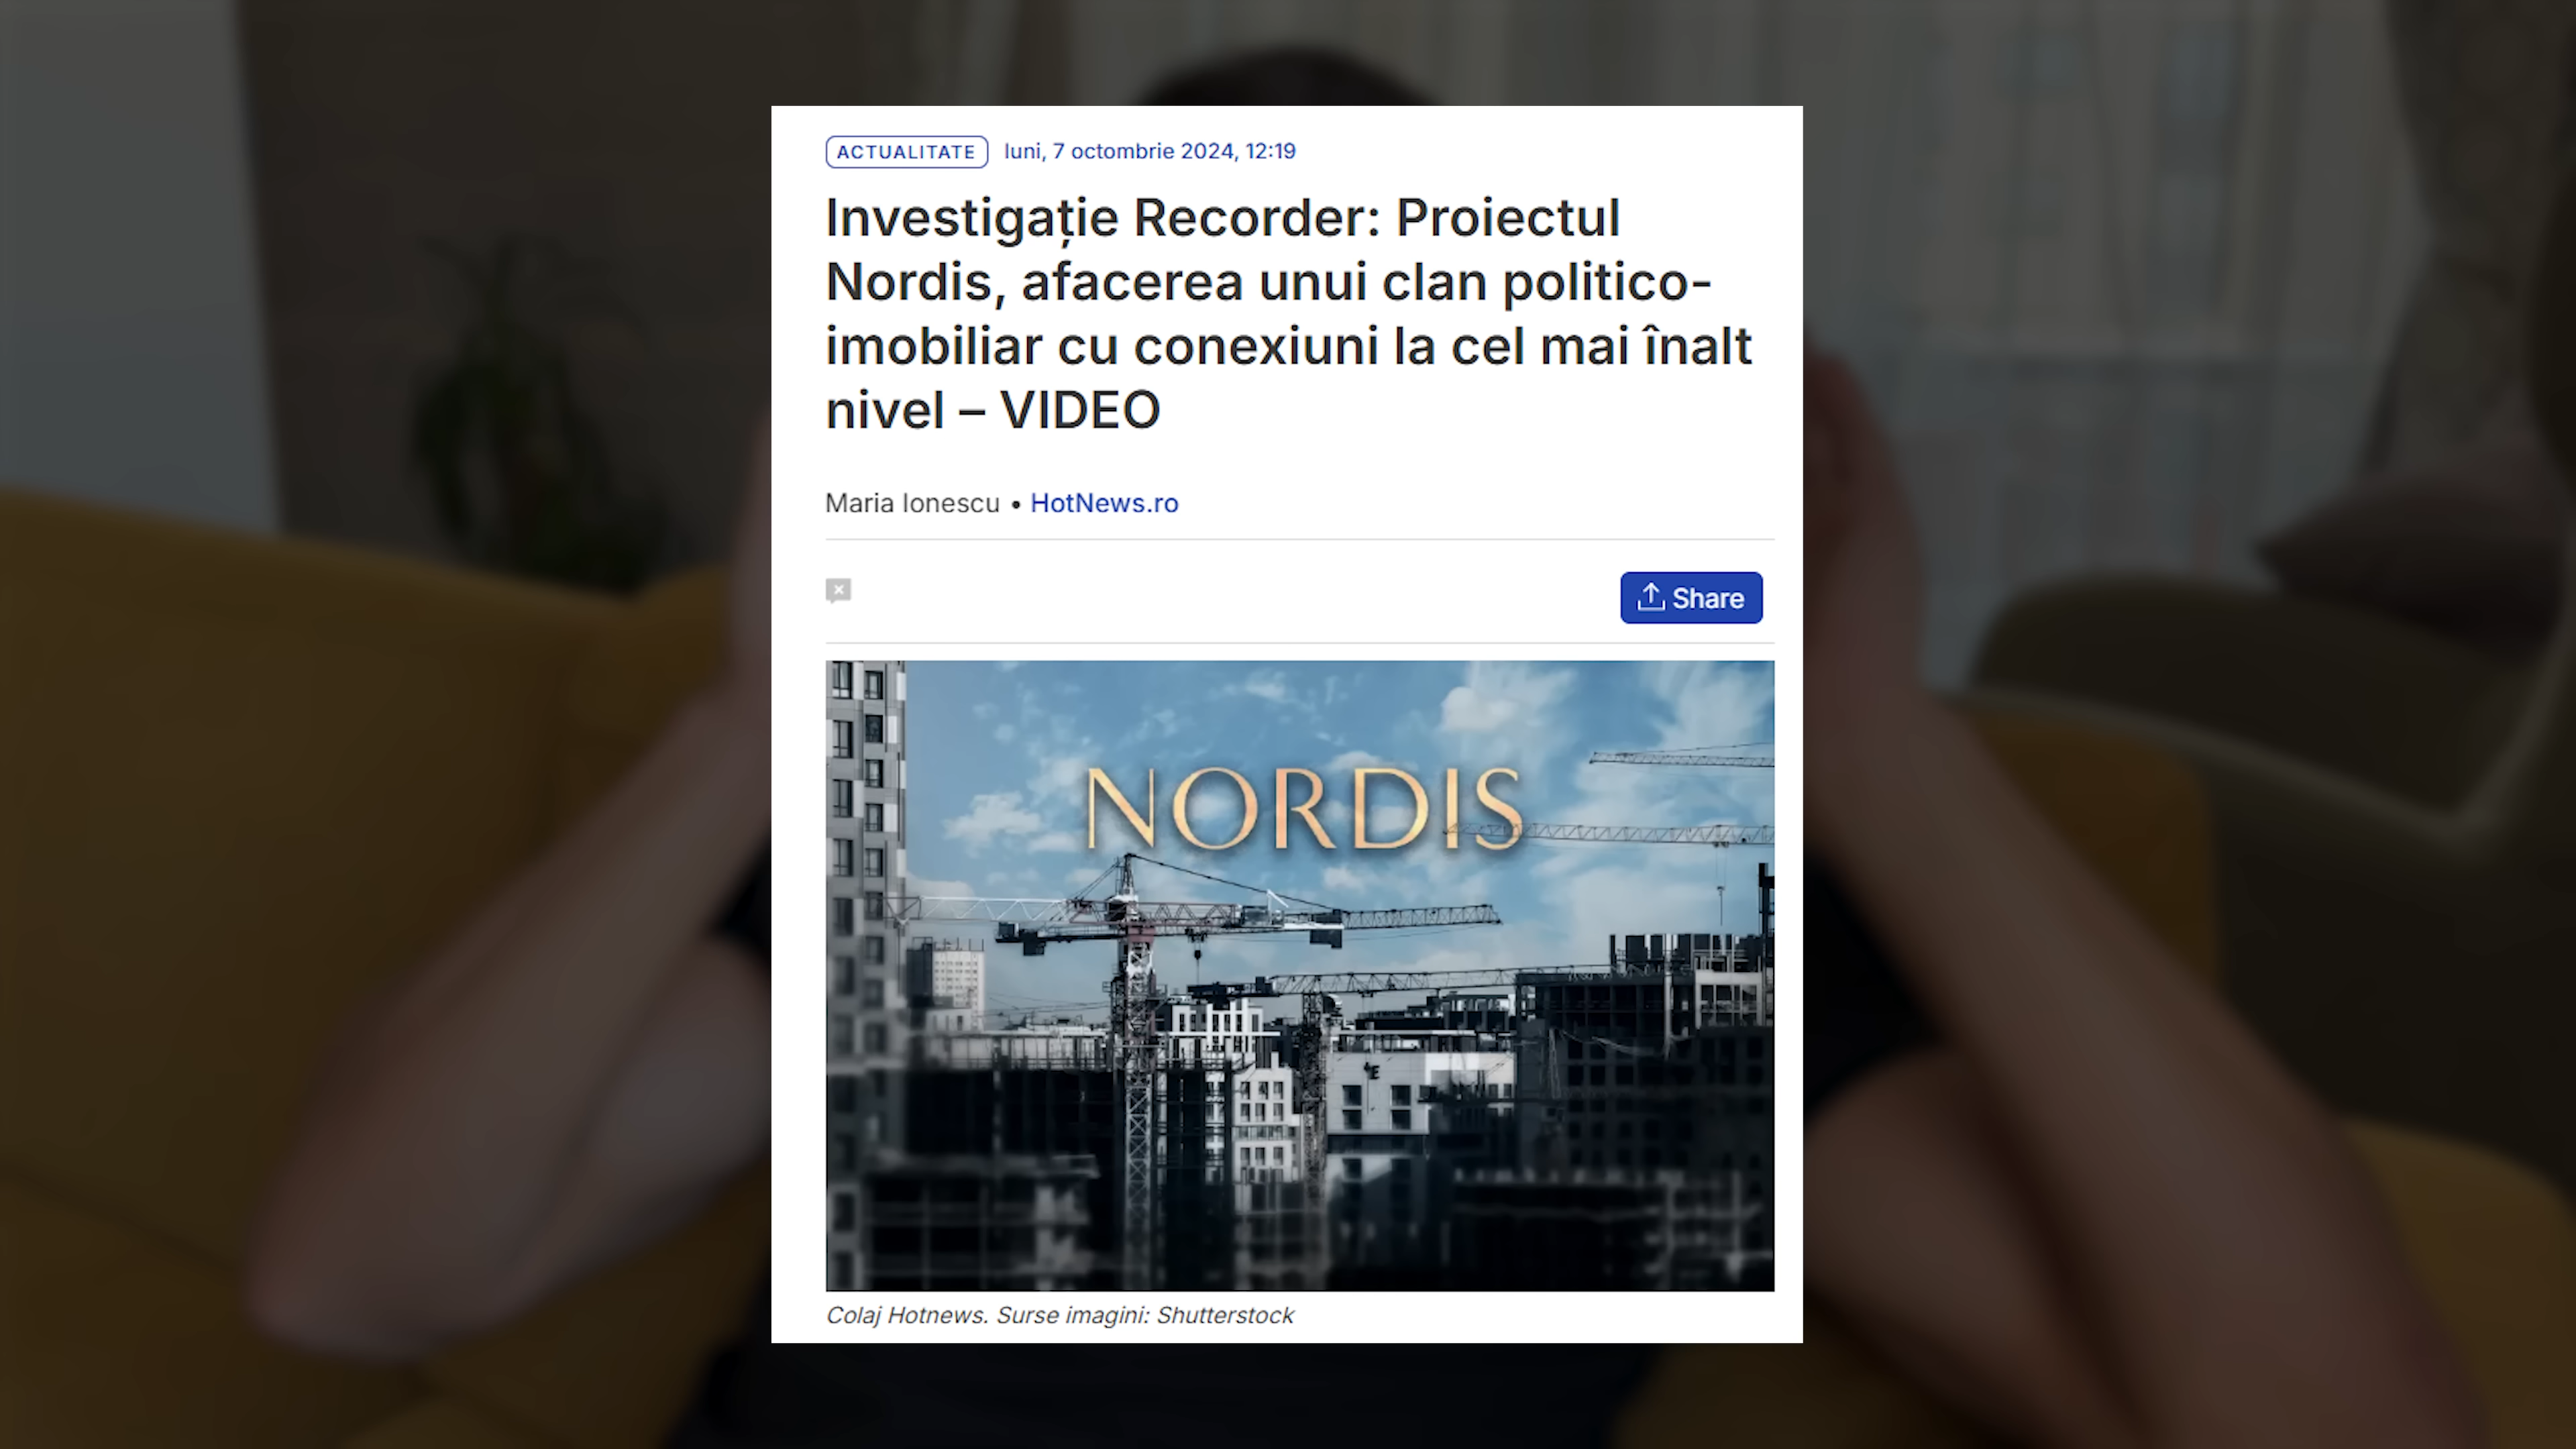 ACTUALITATE luni, 7 octombrie 2024, 12:19
Investigație Recorder: Proiectul
Nordis, afacerea unui clan politico-
imobiliar cu conexiuni la cel mai înalt
nivel – VIDEO
Maria Ionescu • HotNews.ro
Share
NORDIS
Colaj Hotnews. Surse imagini: Shutterstock